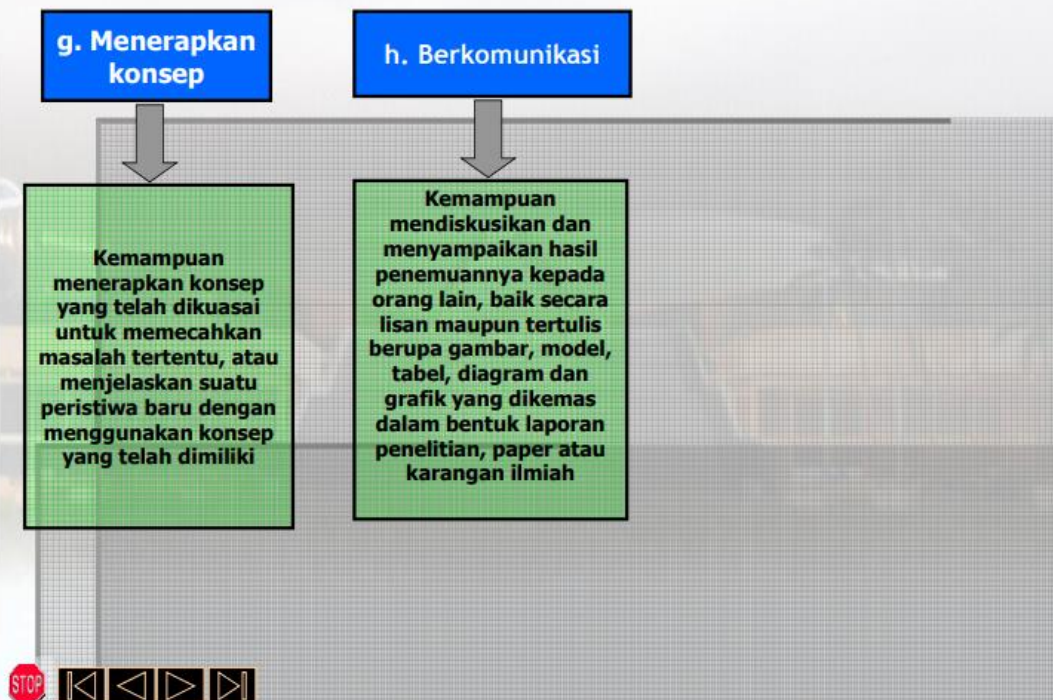 g. Menerapkan
konsep
h. Berkomunikasi
Kemampuan
menerapkan konsep
yang telah dikuasai
untuk memecahkan
masalah tertentu, atau
menjelaskan suatu
peristiwa baru dengan
menggunakan konsep
yang telah dimiliki
Kemampuan
mendiskusikan dan
menyampaikan hasil
penemuannya kepada
orang lain, baik secara
lisan maupun tertulis
berupa gambar, model,
tabel, diagram dan
grafik yang dikemas
dalam bentuk laporan
penelitian, paper atau
karangan ilmiah
STOP